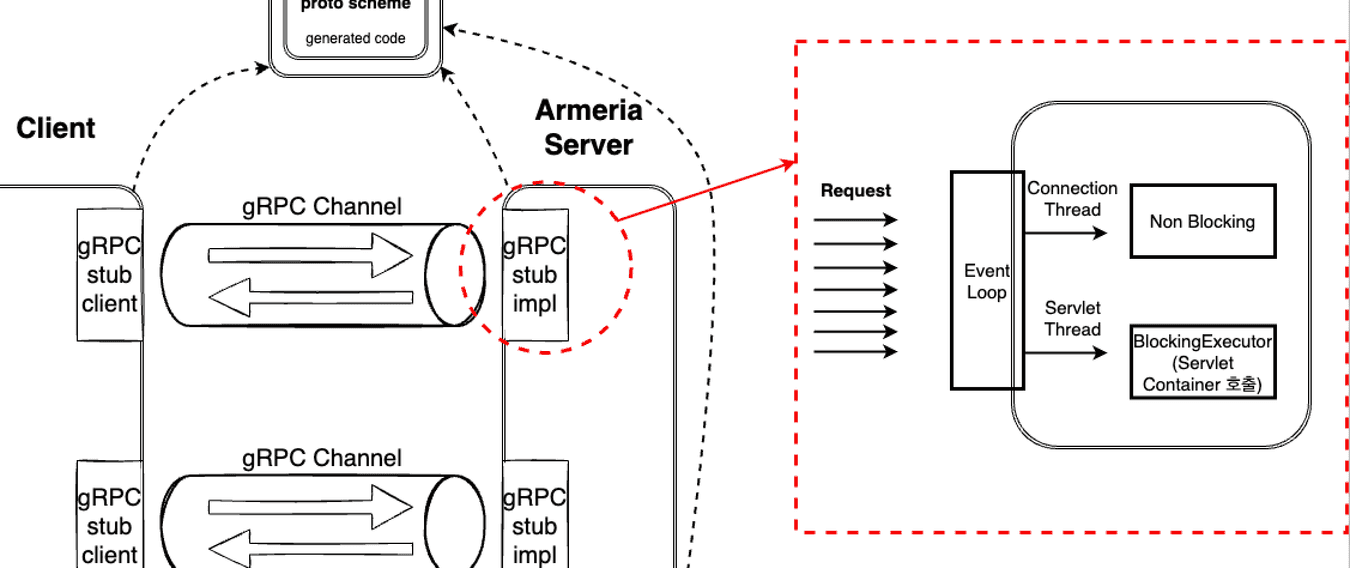 proto scheme
generated code
Client
Armeria
Server
gRPC Channel
gRPC
stub
client
gRPC
stub
impl
gRPC Channel
gRPC
stub
client
gRPC
stub
impl
Request
Event
Loop
Connection
Thread
Non Blocking
Servlet
Thread
BlockingExecutor
(Servlet
Container 호출)